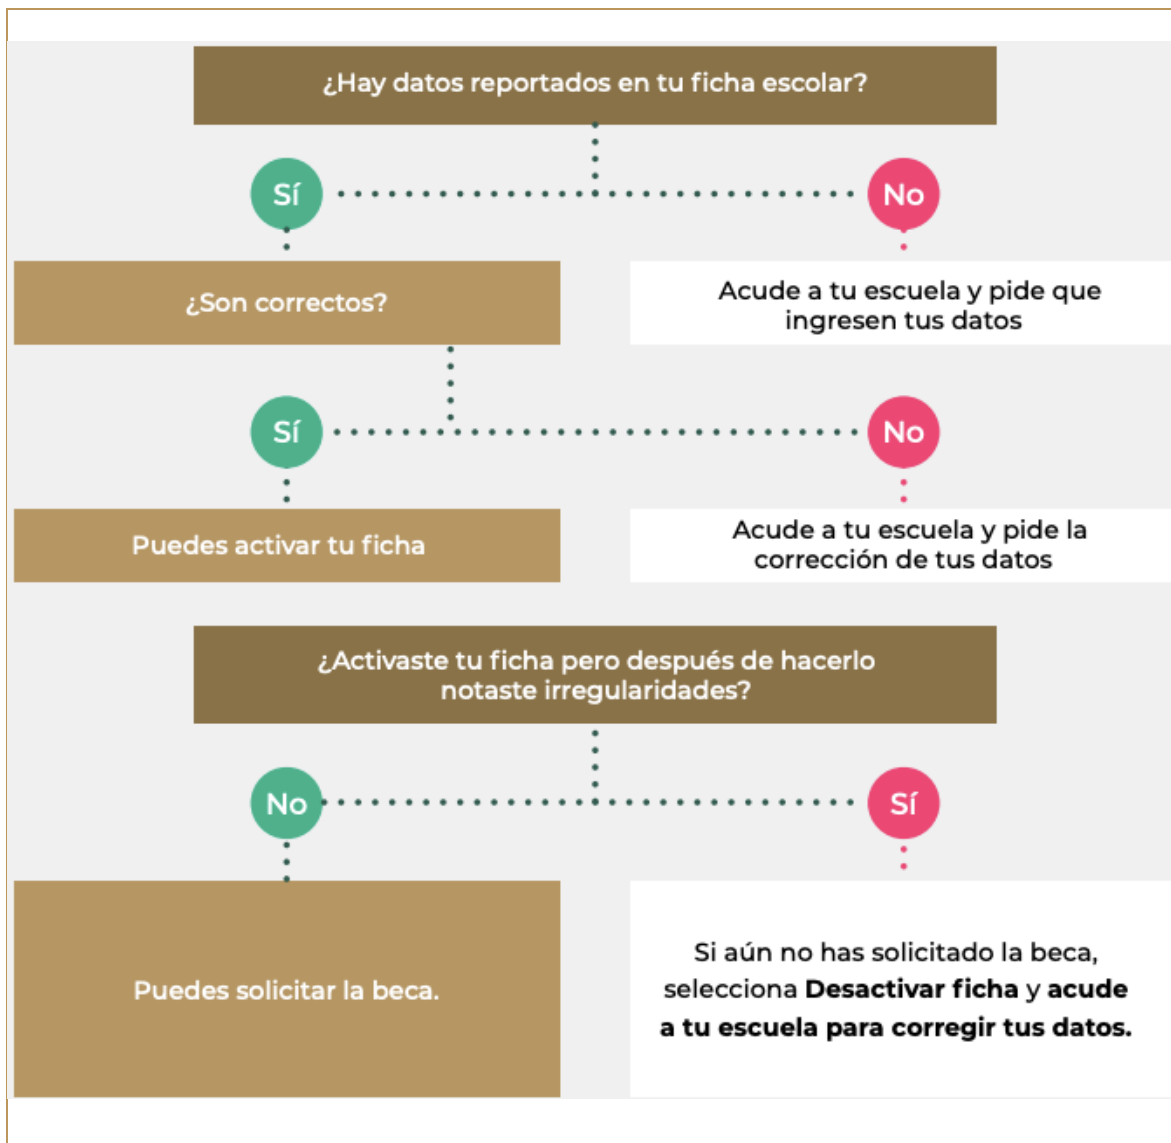 ¿Hay datos reportados en tu ficha escolar?
Sí
No
¿Son correctos?
Acude a tu escuela y pide que
ingresen tus datos
Sí
No
Puedes activar tu ficha
Acude a tu escuela y pide la
corrección de tus datos
¿Activaste tu ficha pero después de hacerlo
notaste irregularidades?
No
Sí
Puedes solicitar la beca.
Si aún no has solicitado la beca,
selecciona Desactivar ficha y acude
a tu escuela para corregir tus datos.